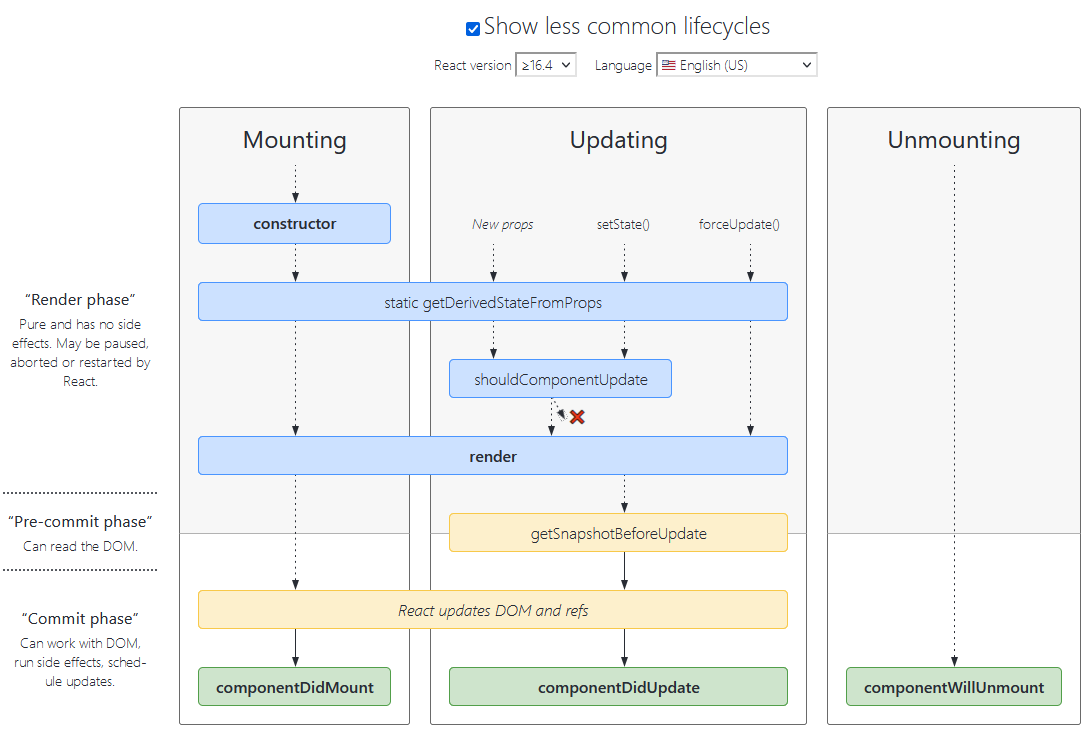 Show less common lifecycles
React version ≥16.4 Language English (US)
Mounting Updating Unmounting
constructor
New props setState() forceUpdate()
static getDerivedStateFromProps
“Render phase”
Pure and has no side
effects. May be paused,
aborted or restarted by
React.
shouldComponentUpdate
render
“Pre-commit phase”
Can read the DOM.
getSnapshotBeforeUpdate
React updates DOM and refs
“Commit phase”
Can work with DOM,
run side effects, sched-
ule updates.
componentDidMount componentDidUpdate componentWillUnmount